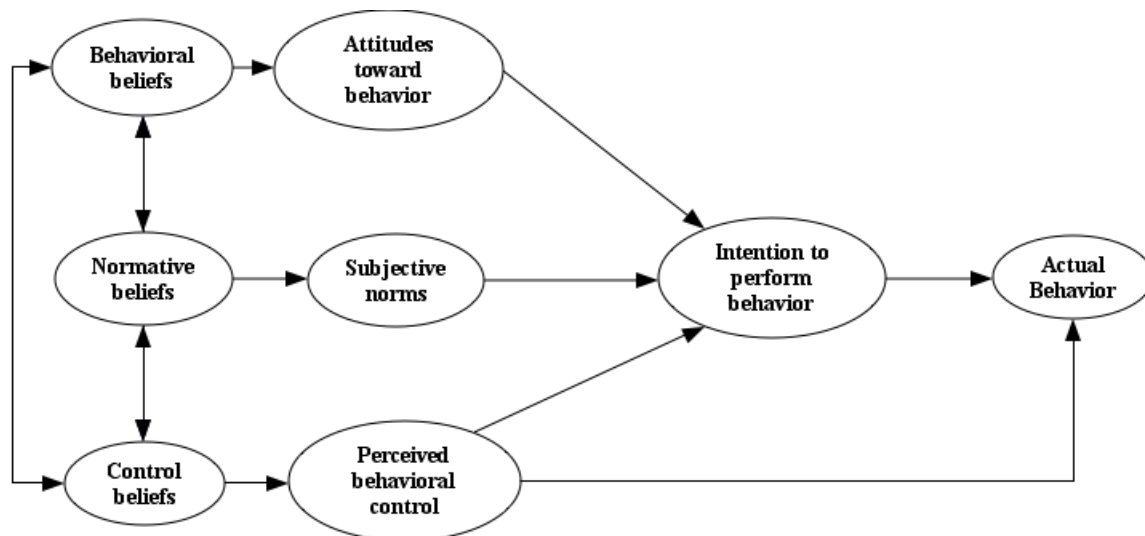 Behavioral
beliefs
Attitudes
toward
behavior
Normative
beliefs
Subjective
norms
Intention to
perform
behavior
Actual
Behavior
Control
beliefs
Perceived
behavioral
control